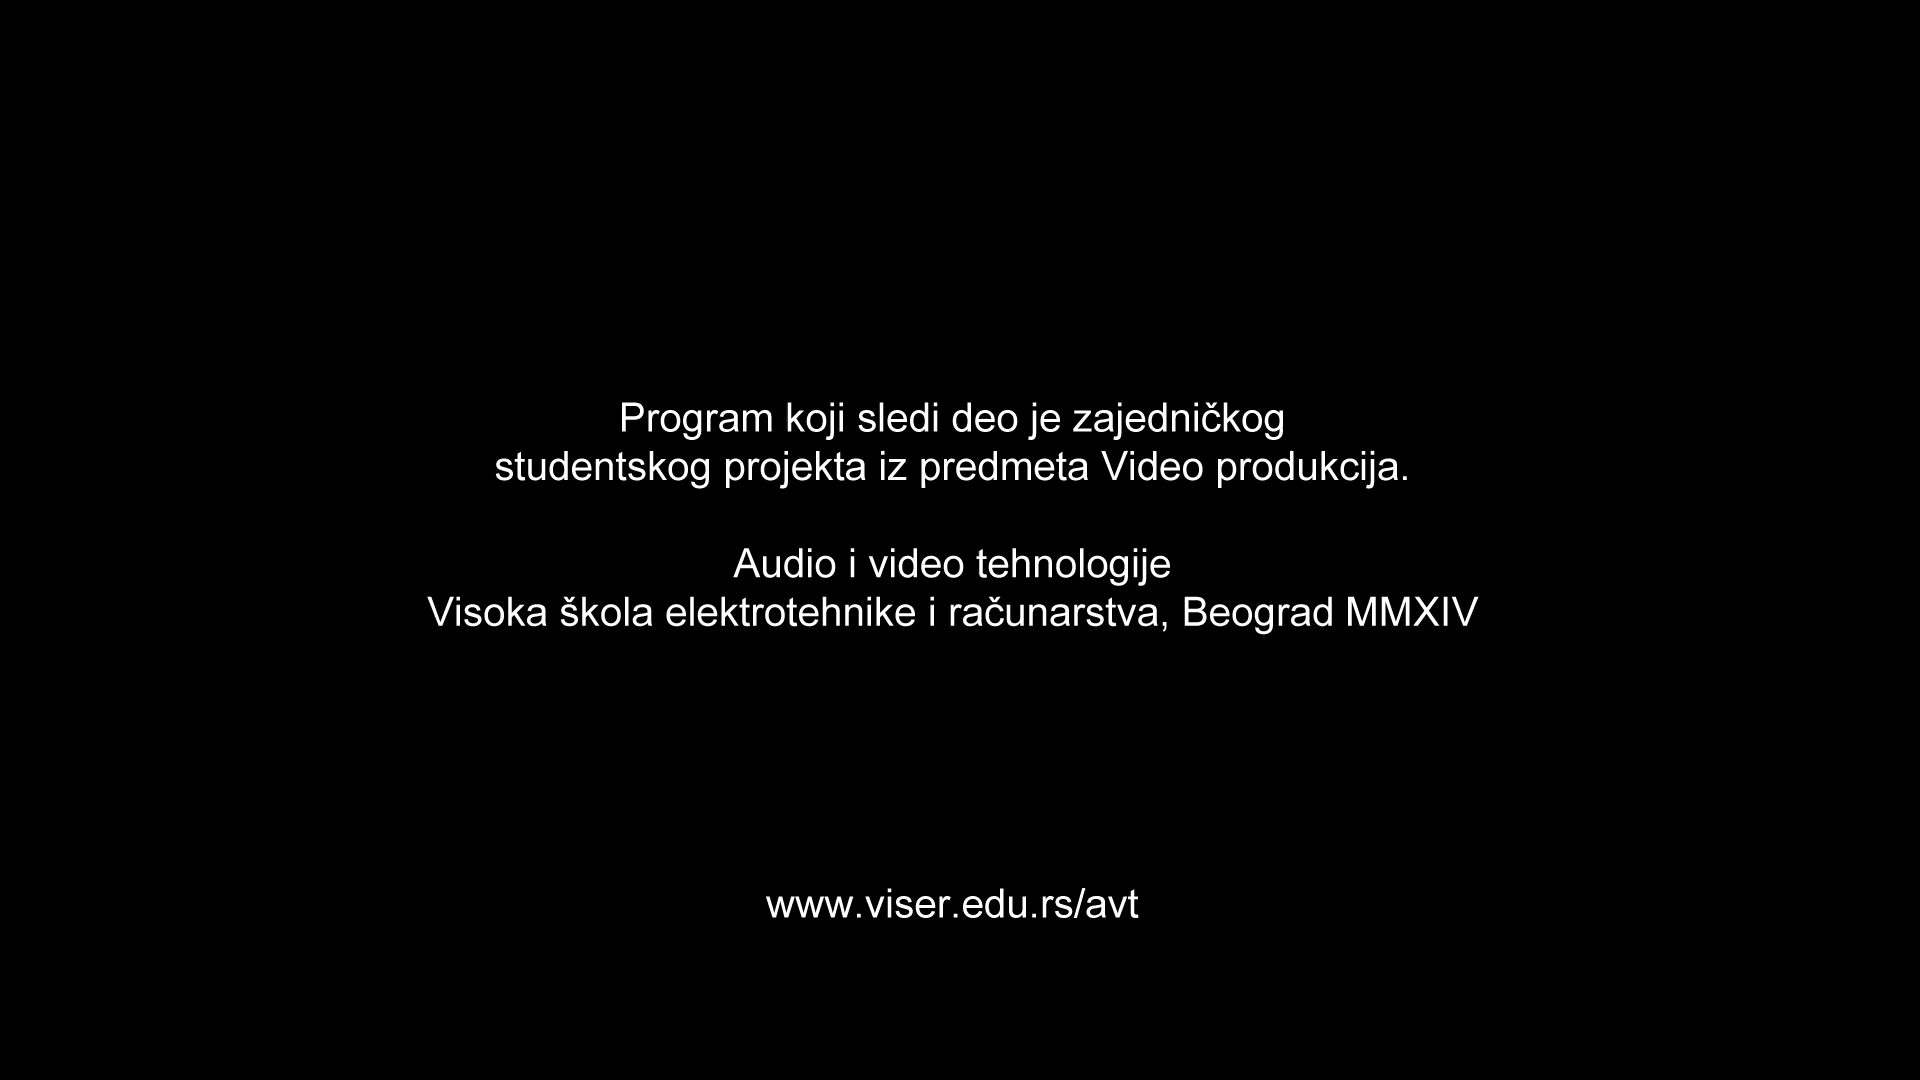 Program koji sledi deo je zajedničkog
studentskog projekta iz predmeta Video produkcija.
Audio i video tehnologije
Visoka škola elektrotehnike i računarstva, Beograd MMXIV
www.viser.edu.rs/avt